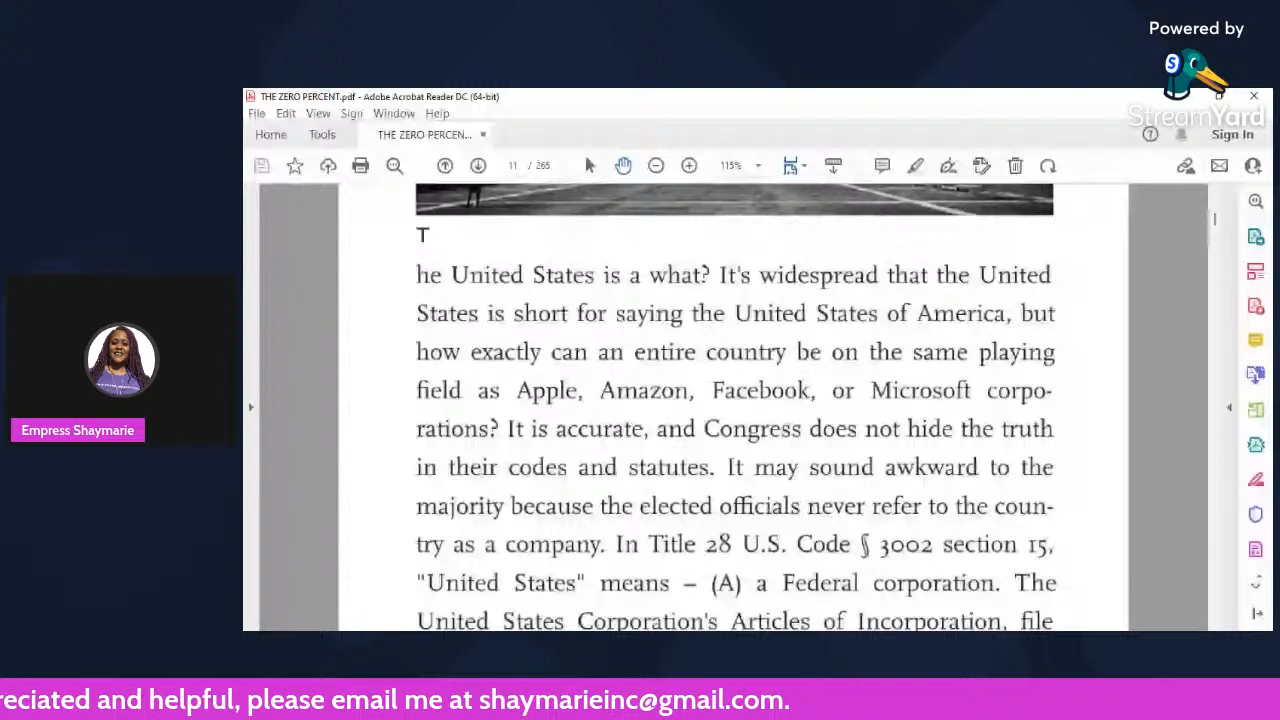 Powered by
S
StreamYard
THE ZERO PERCENT.pdf - Adobe Acrobat Reader DC (64-bit)
File Edit View Sign Window Help
Home Tools THE ZERO PERCEN... ×
Sign In
11 / 265
115%
T
he United States is a what? It's widespread that the United
States is short for saying the United States of America, but
how exactly can an entire country be on the same playing
field as Apple, Amazon, Facebook, or Microsoft corpo-
rations? It is accurate, and Congress does not hide the truth
in their codes and statutes. It may sound awkward to the
majority because the elected officials never refer to the coun-
try as a company. In Title 28 U.S. Code § 3002 section 15,
"United States" means – (A) a Federal corporation. The
United States Corporation's Articles of Incorporation, file
Empress Shaymarie
reciated and helpful, please email me at shaymarieinc@gmail.com.